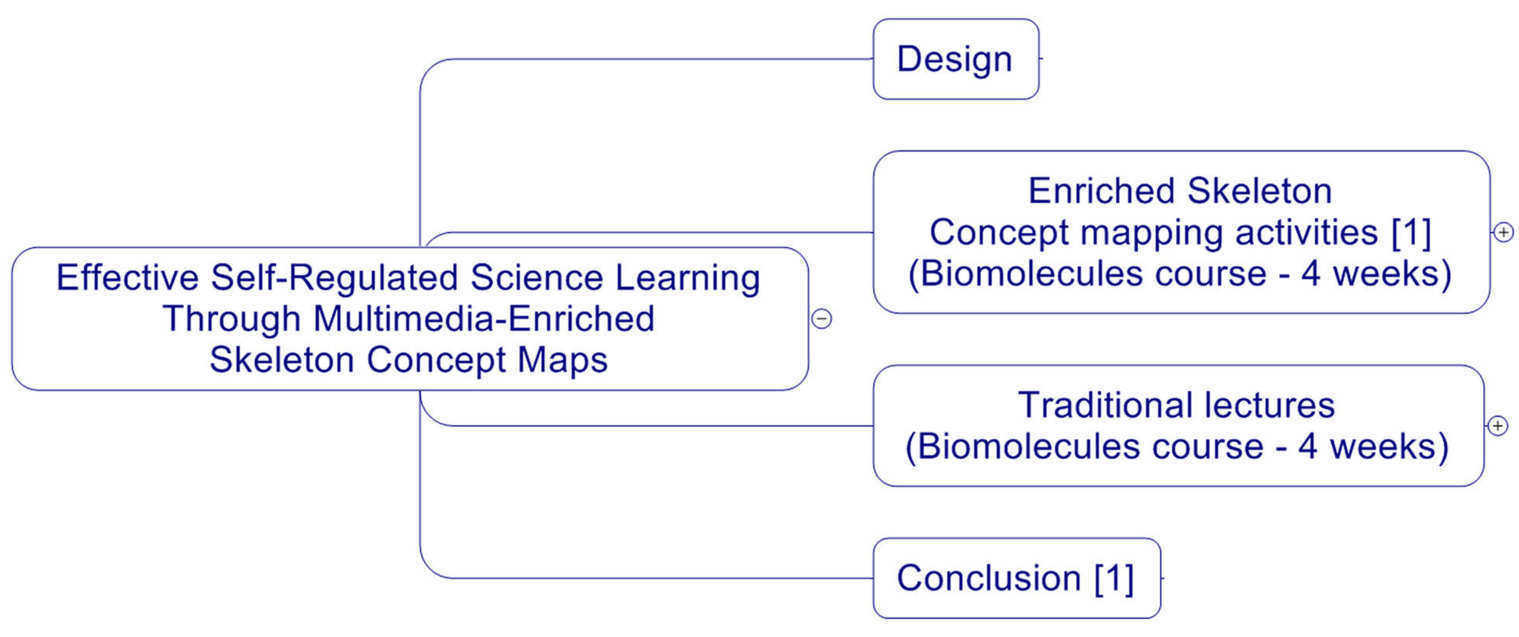 Design
Enriched Skeleton
Concept mapping activities [1]
(Biomolecules course - 4 weeks)
Effective Self-Regulated Science Learning
Through Multimedia-Enriched
Skeleton Concept Maps
Traditional lectures
(Biomolecules course - 4 weeks)
Conclusion [1]